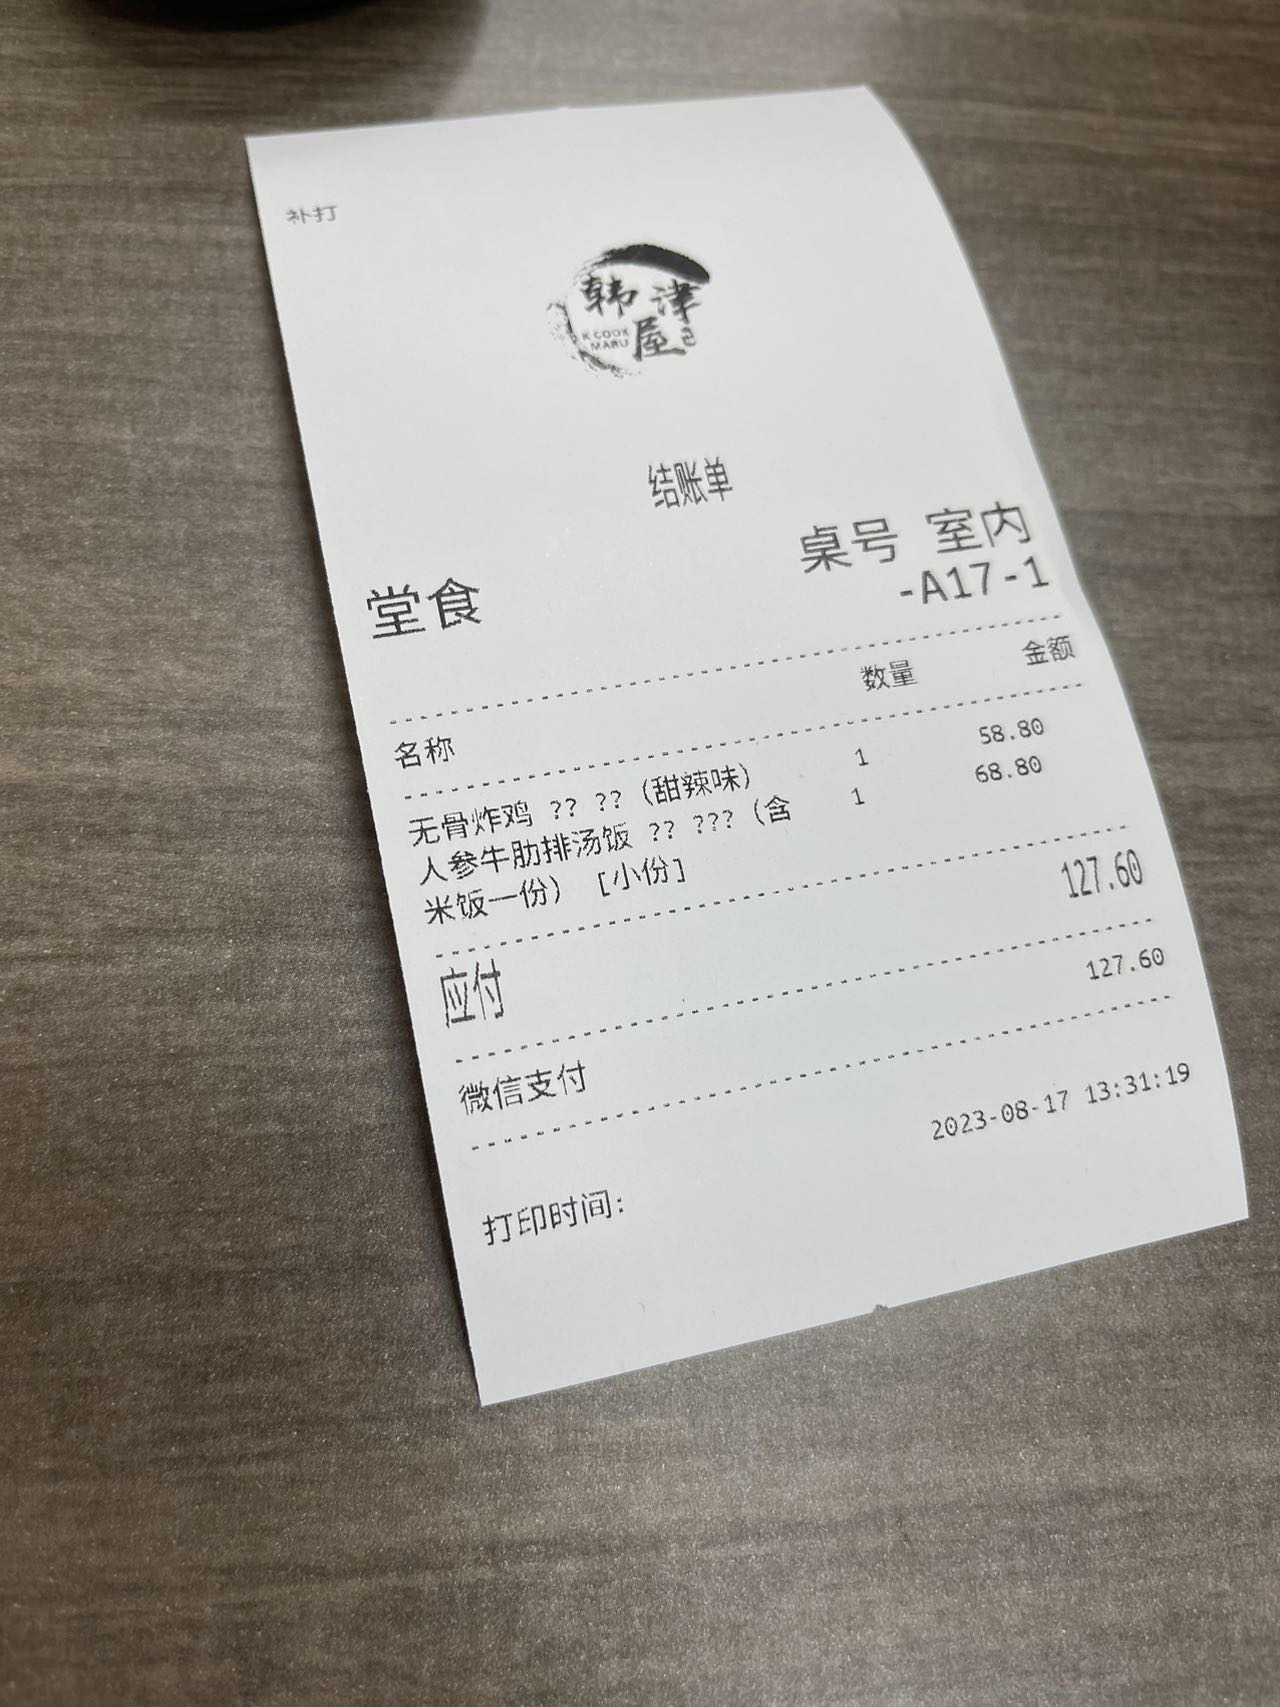 补打
韩津
K COOK
MARU
屋
结账单
桌号 室内
-A17-1
堂食
名称 数量 金额
无骨炸鸡 ?? ??（甜辣味） 1 58.80
人参牛肋排汤饭 ?? ???（含 1 68.80
米饭一份） [小份]
应付 127.60
微信支付 127.60
打印时间: 2023-08-17 13:31:19